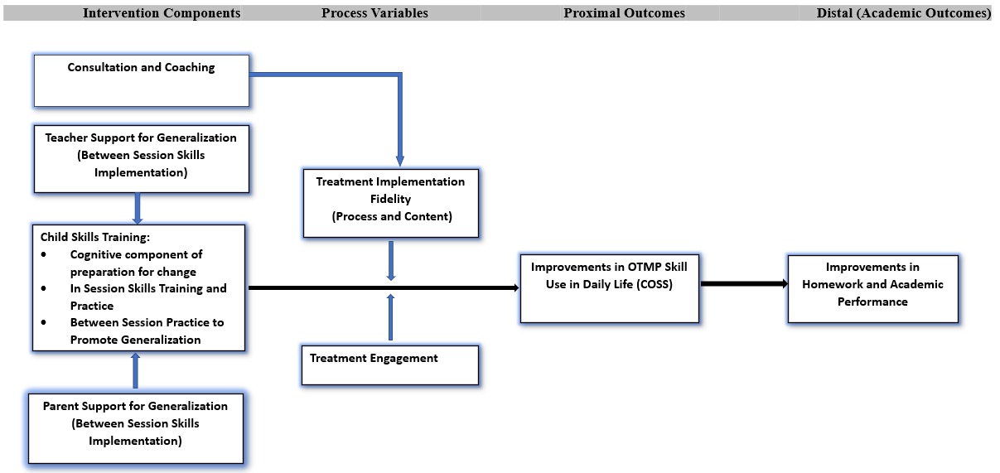 Intervention Components
Process Variables
Proximal Outcomes
Distal (Academic Outcomes)
Consultation and Coaching
Teacher Support for Generalization
(Between Session Skills
Implementation)
Child Skills Training:
• Cognitive component of
preparation for change
• In Session Skills Training and
Practice
• Between Session Practice to
Promote Generalization
Parent Support for Generalization
(Between Session Skills
Implementation)
Treatment Implementation
Fidelity
(Process and Content)
Treatment Engagement
Improvements in OTMP Skill
Use in Daily Life (COSS)
Improvements in
Homework and Academic
Performance